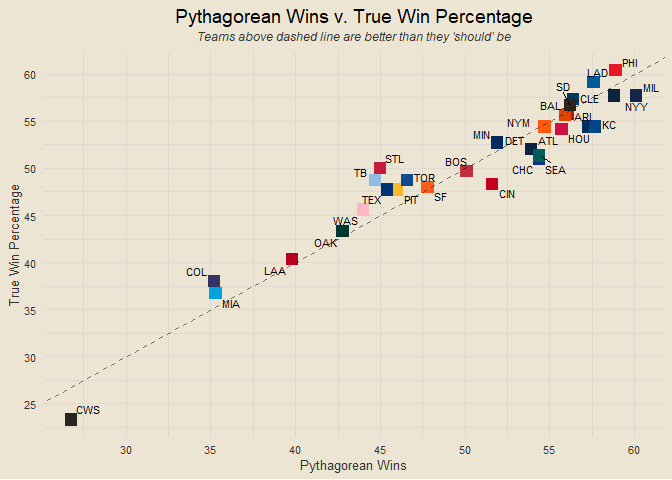 Pythagorean Wins v. True Win Percentage
Teams above dashed line are better than they 'should' be
True Win Percentage
60
55
50
45
40
35
30
25
PHI
LAD
SD
MIL
CLE
NYY
BAL
ARI
NYM
KC
MIN
DET
ATL
HOU
STL
BOS
CHC
SEA
TB
TOR
CIN
TEX
PIT
SF
WAS
OAK
COL
LAA
MIA
CWS
30
35
40
45
50
55
60
Pythagorean Wins